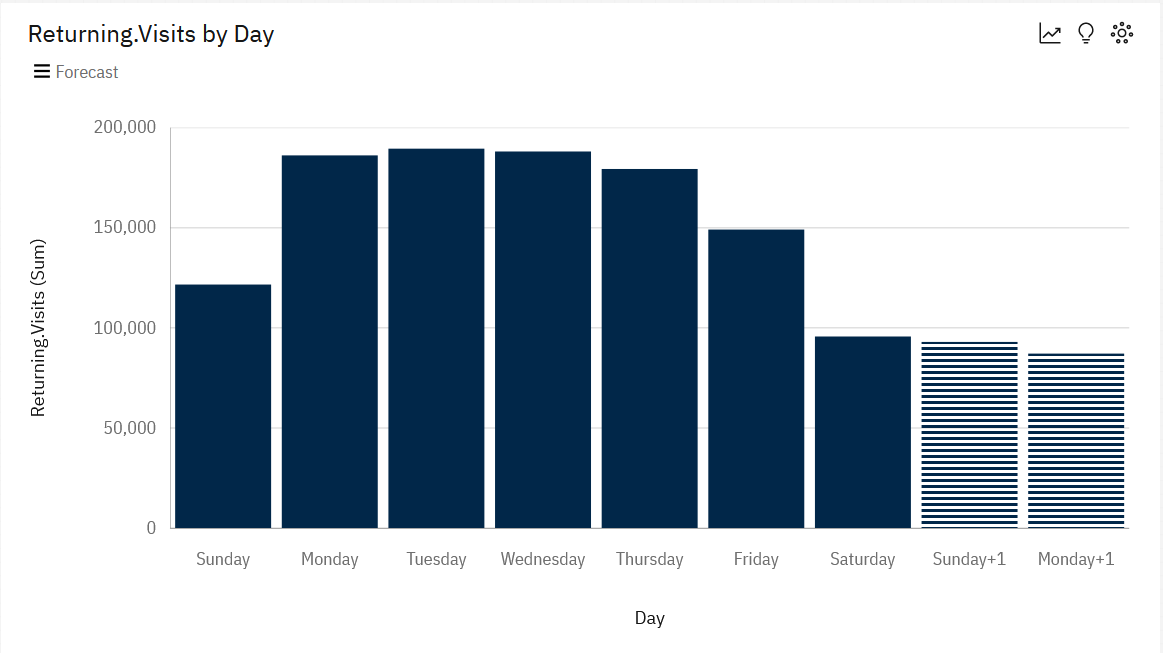 Returning.Visits by Day
Forecast
200,000
150,000
100,000
50,000
0
Returning.Visits (Sum)
Sunday Monday Tuesday Wednesday Thursday Friday Saturday Sunday+1 Monday+1
Day